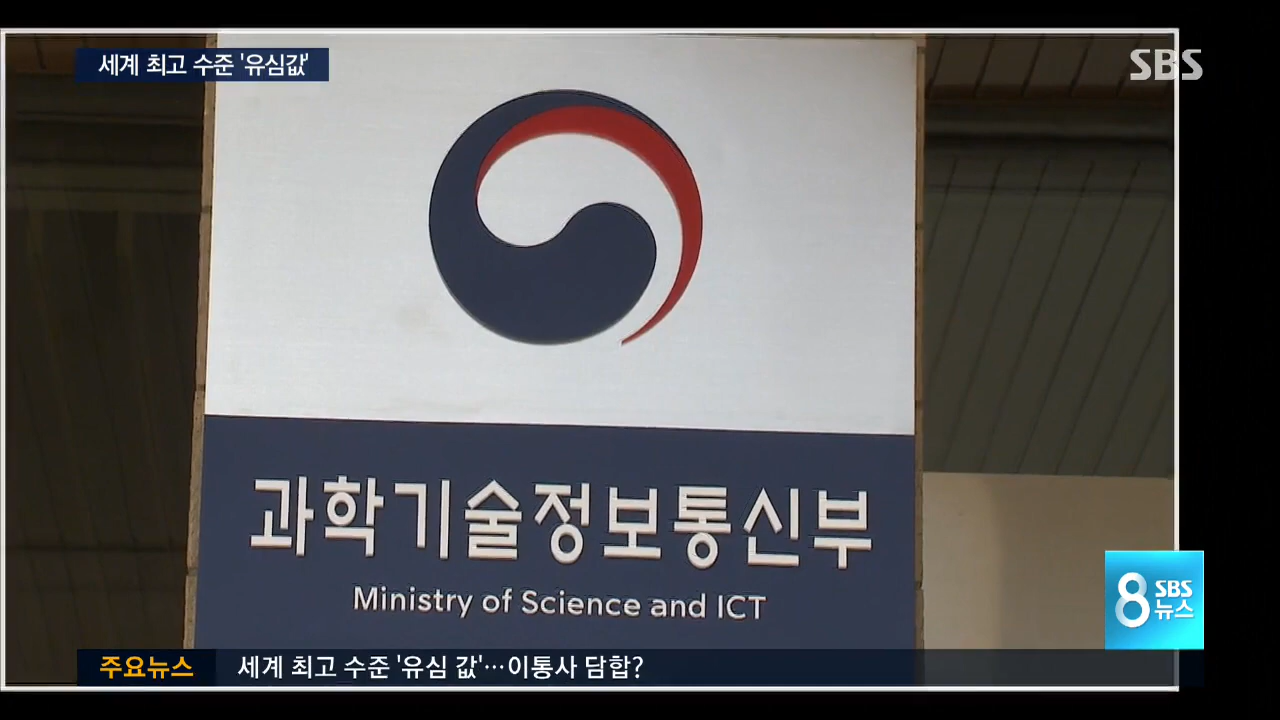 세계 최고 수준 '유심값'
SBS
과학기술정보통신부
Ministry of Science and ICT
8 SBS 뉴스
주요뉴스 세계 최고 수준 '유심 값'…이통사 담합?